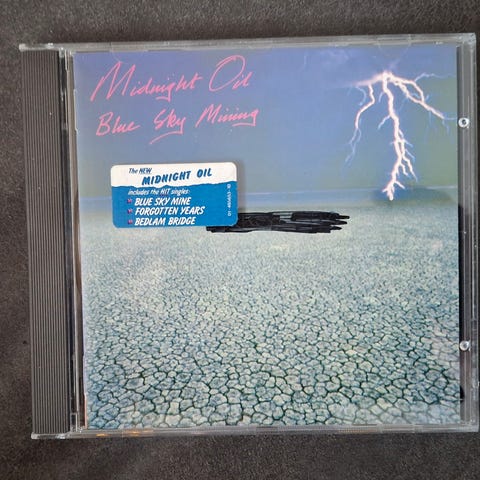 Midnight Oil
Blue Sky Mining
The NEW
MIDNIGHT OIL
includes the HIT singles:
BLUE SKY MINE
FORGOTTEN YEARS
BEDLAM BRIDGE